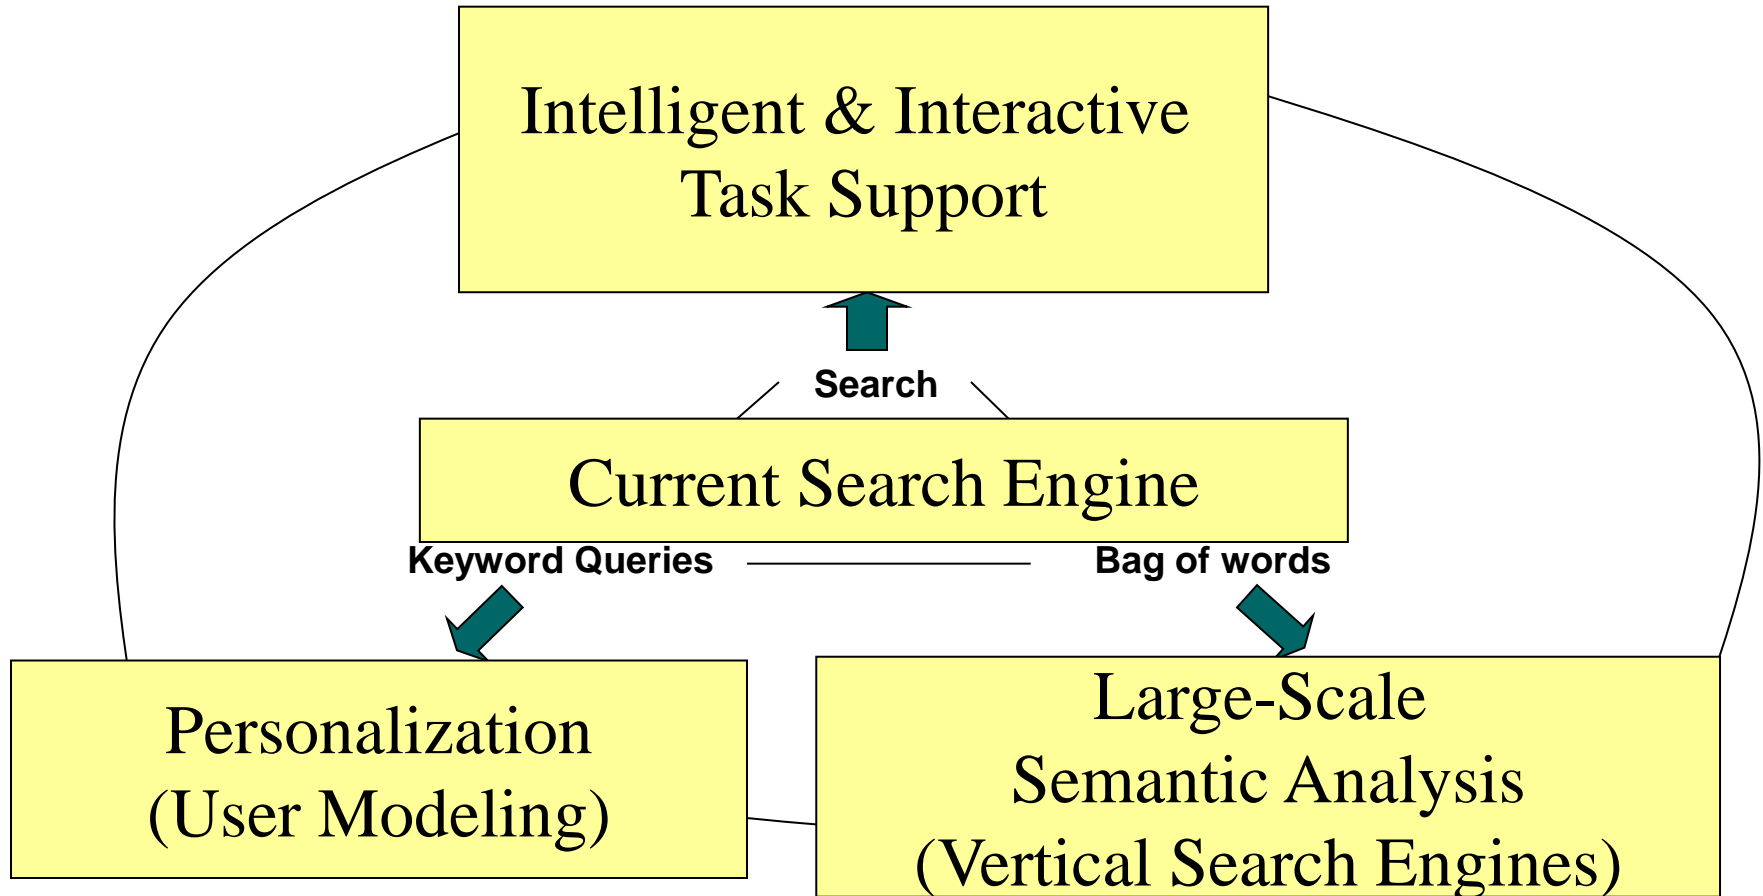 Intelligent & Interactive
Task Support
Search
Current Search Engine
Keyword Queries
Bag of words
Personalization
(User Modeling)
Large-Scale
Semantic Analysis
(Vertical Search Engines)